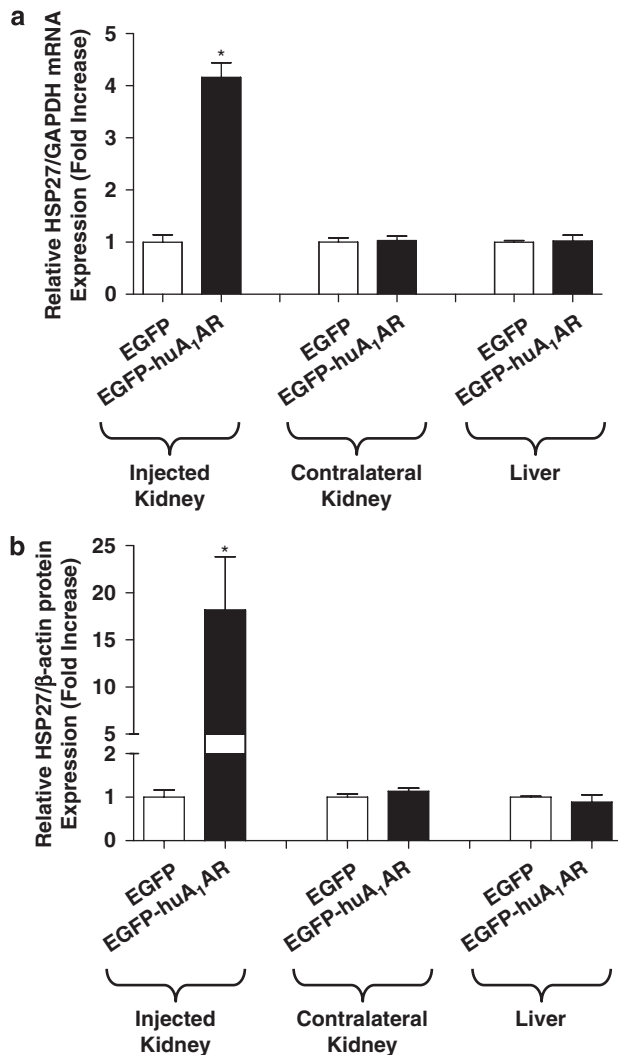 a
Relative HSP27/GAPDH mRNA
Expression (Fold Increase)
5
4
3
2
1
0
*
EGFP
EGFP-huA₁AR
EGFP
EGFP-huA₁AR
EGFP
EGFP-huA₁AR
Injected
Kidney
Contralateral
Kidney
Liver
b
Relative HSP27/β-actin protein
Expression (Fold Increase)
25
20
15
10
5
2
1
0
*
EGFP
EGFP-huA₁AR
EGFP
EGFP-huA₁AR
EGFP
EGFP-huA₁AR
Injected
Kidney
Contralateral
Kidney
Liver